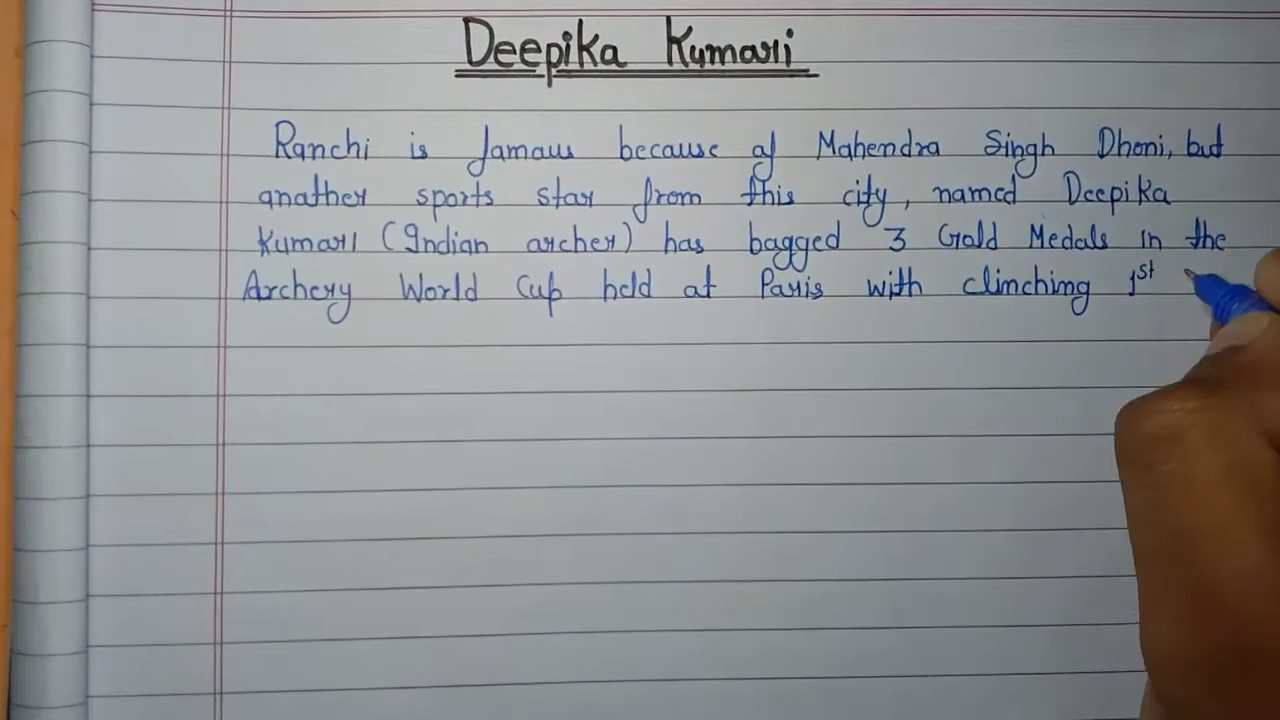 Deepika Kumari
Ranchi is famous because of Mahendra Singh Dhoni, but
another sports star from this city, named Deepika
Kumari (Indian archer) has bagged 3 Gold Medals in the
Archery World Cup held at Paris with climching 1st